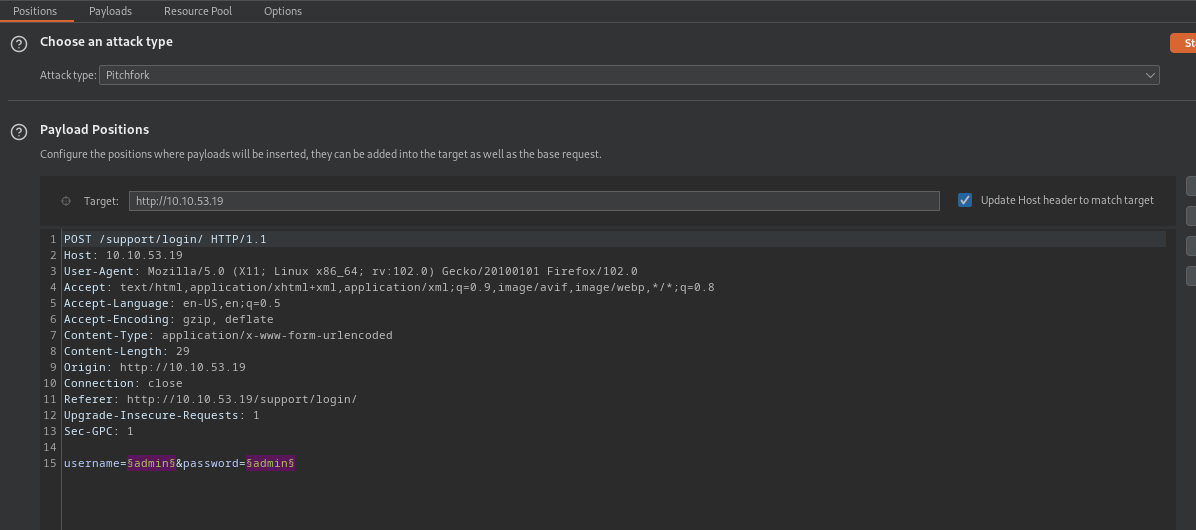 Positions Payloads Resource Pool Options
? Choose an attack type
St
Attack type: Pitchfork
? Payload Positions
Configure the positions where payloads will be inserted, they can be added into the target as well as the base request.
Target: http://10.10.53.19 Update Host header to match target
1 POST /support/login/ HTTP/1.1
2 Host: 10.10.53.19
3 User-Agent: Mozilla/5.0 (X11; Linux x86_64; rv:102.0) Gecko/20100101 Firefox/102.0
4 Accept: text/html,application/xhtml+xml,application/xml;q=0.9,image/avif,image/webp,*/*;q=0.8
5 Accept-Language: en-US,en;q=0.5
6 Accept-Encoding: gzip, deflate
7 Content-Type: application/x-www-form-urlencoded
8 Content-Length: 29
9 Origin: http://10.10.53.19
10 Connection: close
11 Referer: http://10.10.53.19/support/login/
12 Upgrade-Insecure-Requests: 1
13 Sec-GPC: 1
14
15 username=§admin§&password=§admin§